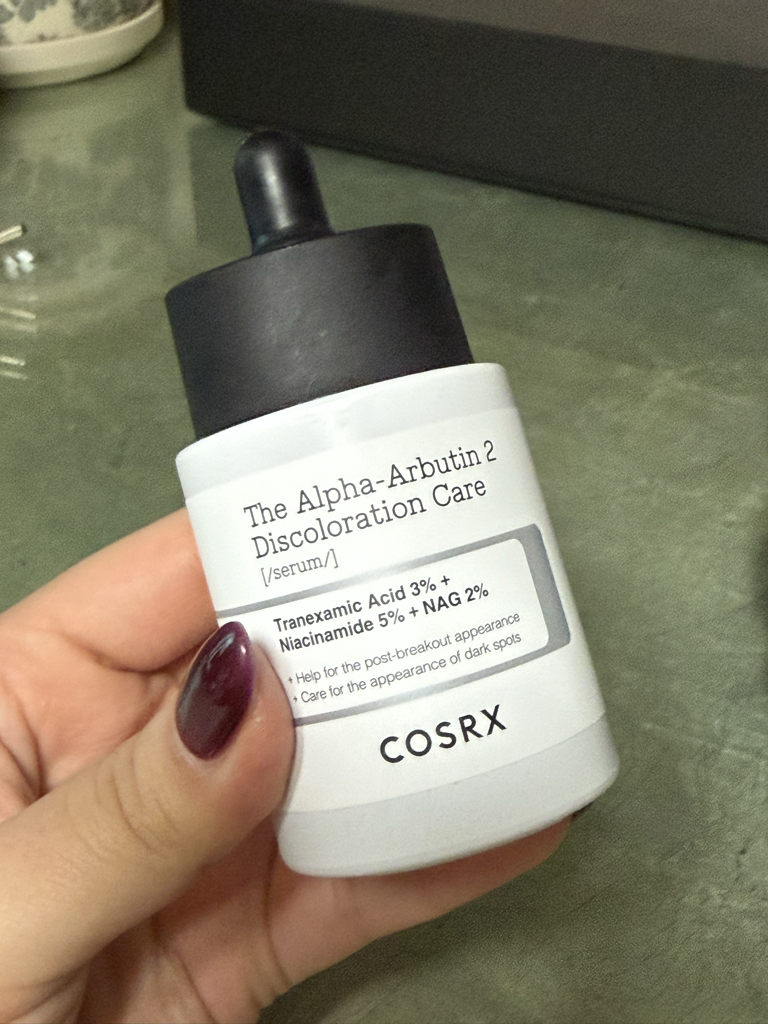 The Alpha-Arbutin 2
Discoloration Care
[/serum/]
Tranexamic Acid 3% +
Niacinamide 5% + NAG 2%
+ Help for the post-breakout appearance
+ Care for the appearance of dark spots
COSRX